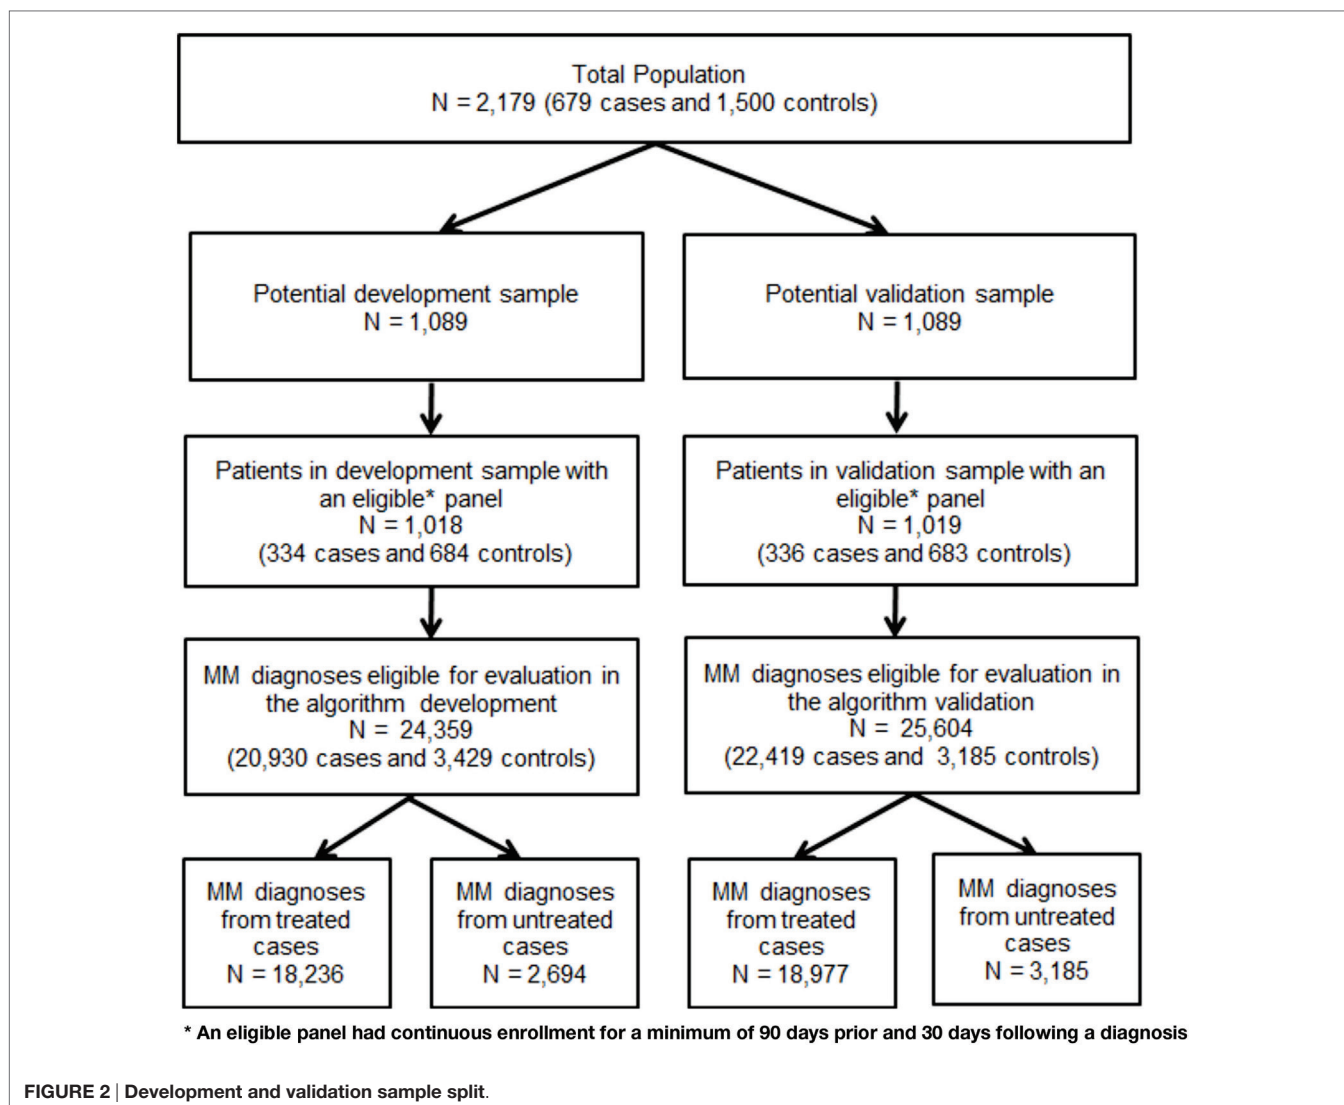 Total Population
N = 2,179 (679 cases and 1,500 controls)
Potential development sample
N = 1,089
Potential validation sample
N = 1,089
Patients in development sample with
an eligible* panel
N = 1,018
(334 cases and 684 controls)
Patients in validation sample with an
eligible* panel
N = 1,019
(336 cases and 683 controls)
MM diagnoses eligible for evaluation in
the algorithm development
N = 24,359
(20,930 cases and 3,429 controls)
MM diagnoses eligible for evaluation in
the algorithm validation
N = 25,604
(22,419 cases and 3,185 controls)
MM diagnoses
from treated
cases
N = 18,236
MM diagnoses
from untreated
cases
N = 2,694
MM diagnoses
from treated
cases
N = 18,977
MM diagnoses
from untreated
cases
N = 3,185
* An eligible panel had continuous enrollment for a minimum of 90 days prior and 30 days following a diagnosis
FIGURE 2 | Development and validation sample split.